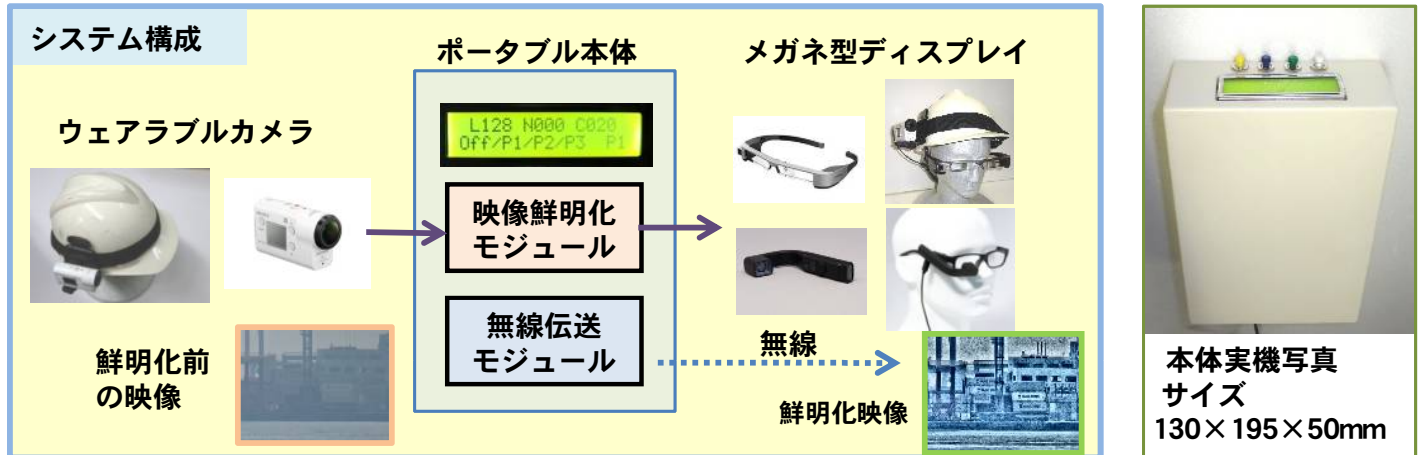 システム構成
ポータブル本体
メガネ型ディスプレイ
ウェアラブルカメラ
L128 N000 C020
Off/P1/P2/P3 P1
映像鮮明化
モジュール
無線伝送
モジュール
無線
鮮明化前
の映像
鮮明化映像
本体実機写真
サイズ
130×195×50mm